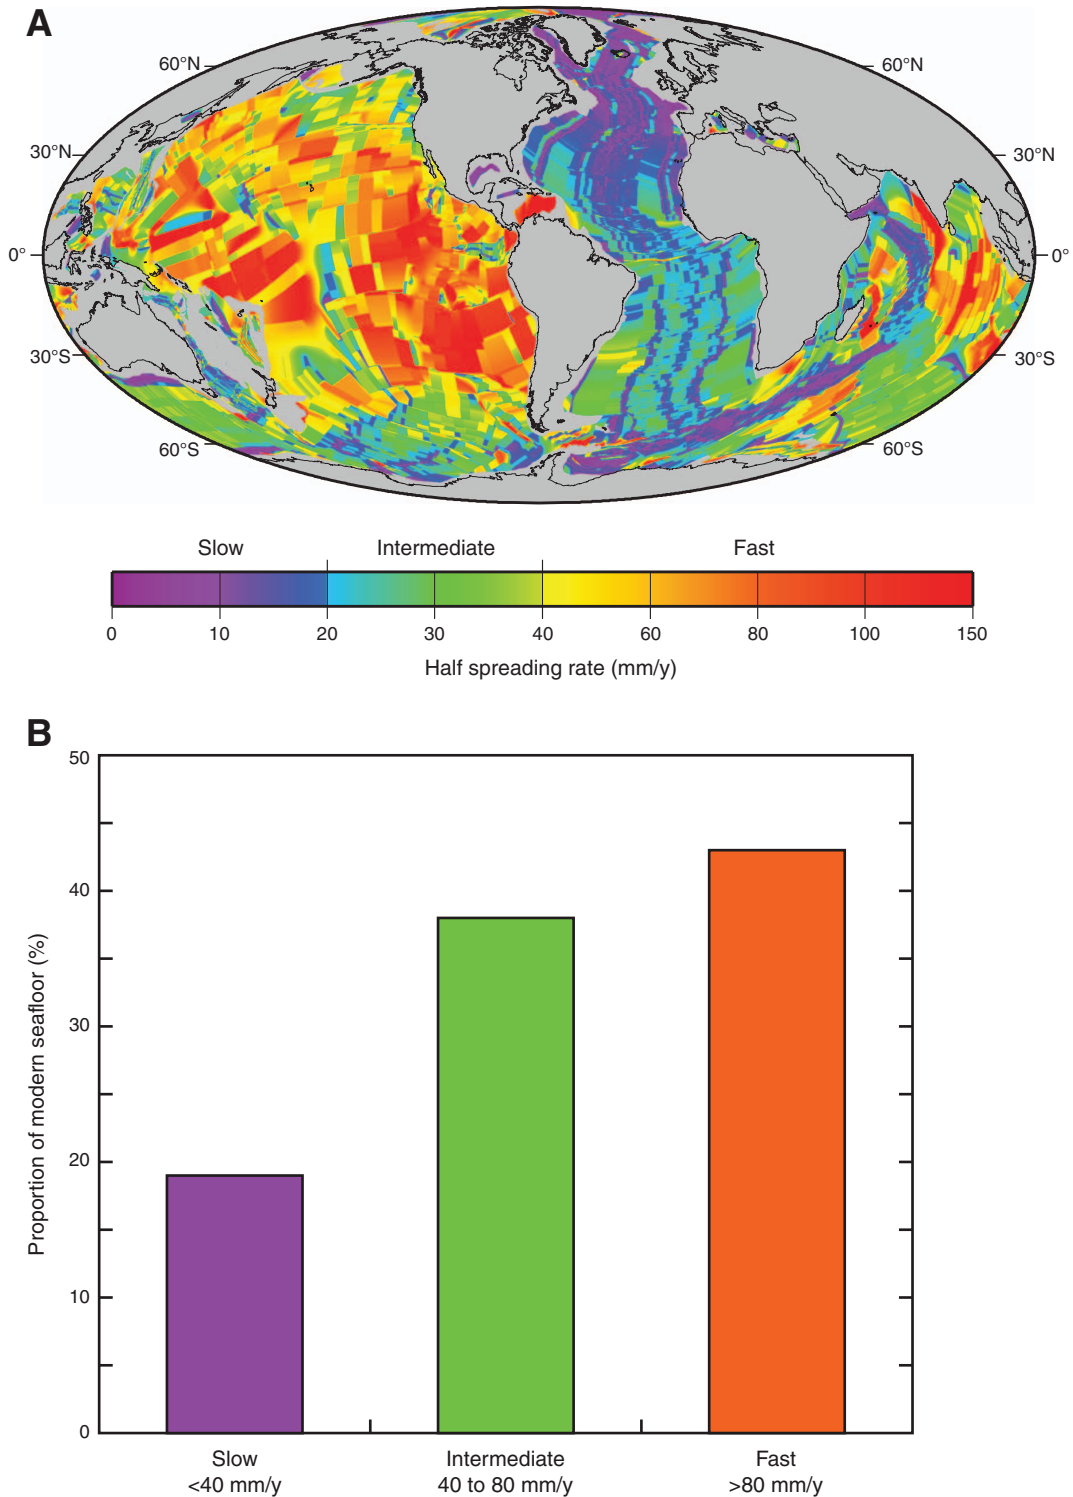 A
60°N
60°N
30°N
30°N
0°
0°
30°S
30°S
60°S
60°S
Slow Intermediate Fast
0 10 20 30 40 60 80 100 150
Half spreading rate (mm/y)
B
50
40
30
20
10
0
Proportion of modern seafloor (%)
Slow Intermediate Fast
<40 mm/y 40 to 80 mm/y >80 mm/y